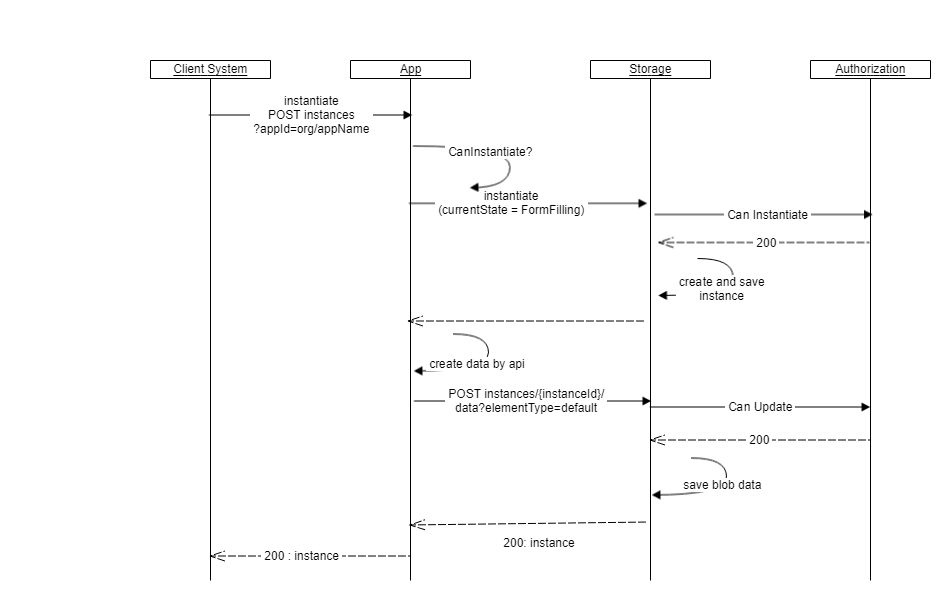 Client System
App
Storage
Authorization
instantiate
POST instances
?appId=org/appName
CanInstantiate?
instantiate
(currentState = FormFilling)
Can Instantiate
200
create and save
instance
create data by api
POST instances/{instanceId}/
data?elementType=default
Can Update
200
save blob data
200: instance
200 : instance